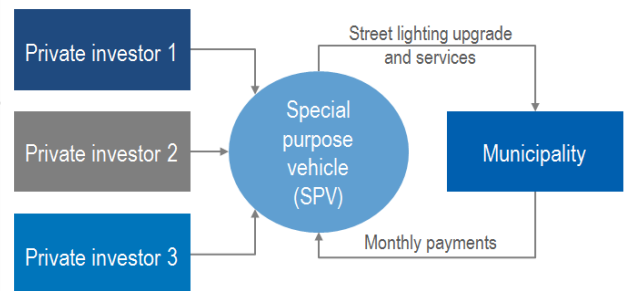 Private investor 1
Private investor 2
Private investor 3
Special
purpose
vehicle
(SPV)
Street lighting upgrade
and services
Municipality
Monthly payments